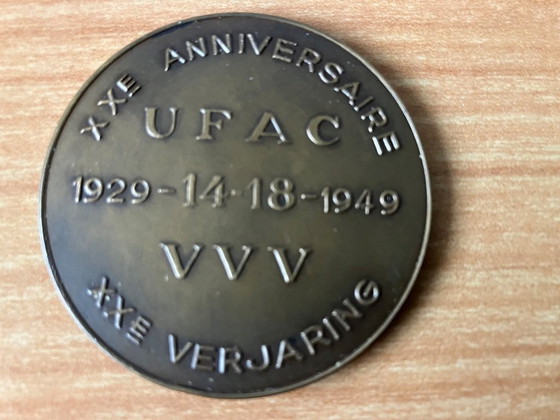 XXE ANNIVERSAIRE
UFAC
1929-14·18-1949
VVV
XXE VERJARING